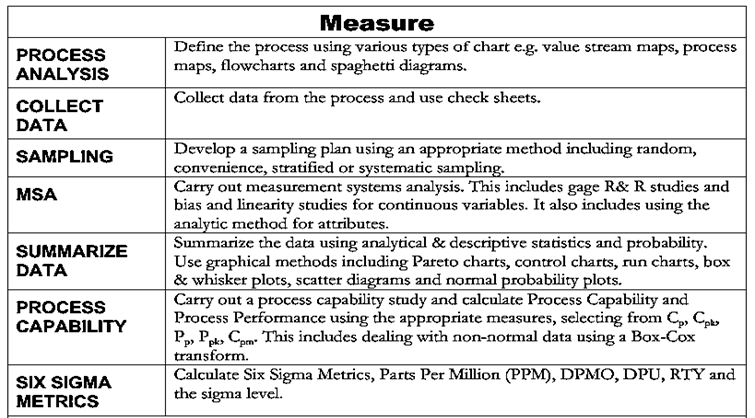 Measure
PROCESS
ANALYSIS
Define the process using various types of chart e.g. value stream maps, process
maps, flowcharts and spaghetti diagrams.
COLLECT
DATA
Collect data from the process and use check sheets.
SAMPLING
Develop a sampling plan using an appropriate method including random,
convenience, stratified or systematic sampling.
MSA
Carry out measurement systems analysis. This includes gage R& R studies and
bias and linearity studies for continuous variables. It also includes using the
analytic method for attributes.
SUMMARIZE
DATA
Summarize the data using analytical & descriptive statistics and probability.
Use graphical methods including Pareto charts, control charts, run charts, box
& whisker plots, scatter diagrams and normal probability plots.
PROCESS
CAPABILITY
Carry out a process capability study and calculate Process Capability and
Process Performance using the appropriate measures, selecting from Cp, Cpk,
Pp, Ppk, Cpm. This includes dealing with non-normal data using a Box-Cox
transform.
SIX SIGMA
METRICS
Calculate Six Sigma Metrics, Parts Per Million (PPM), DPMO, DPU, RTY and
the sigma level.